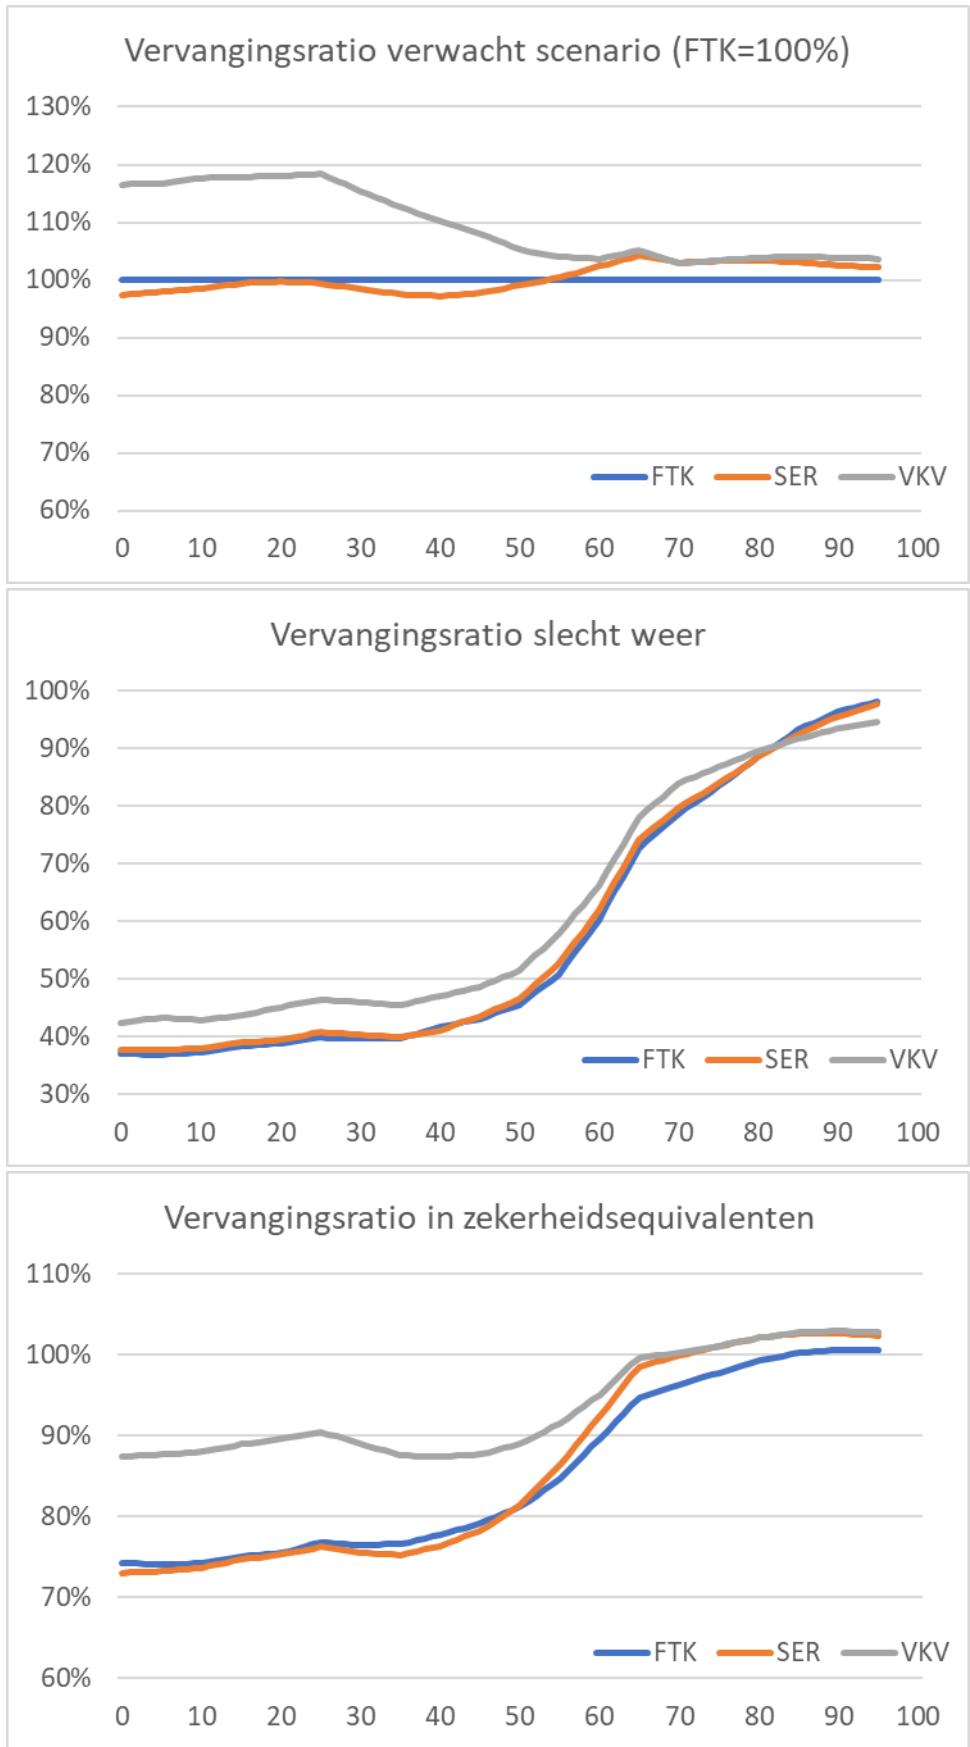 Vervangingsratio verwacht scenario (FTK=100%)
130%
120%
110%
100%
90%
80%
70%
60%
FTK SER VKV
0 10 20 30 40 50 60 70 80 90 100
Vervangingsratio slecht weer
100%
90%
80%
70%
60%
50%
40%
30%
FTK SER VKV
0 10 20 30 40 50 60 70 80 90 100
Vervangingsratio in zekerheidsequivalenten
110%
100%
90%
80%
70%
60%
FTK SER VKV
0 10 20 30 40 50 60 70 80 90 100